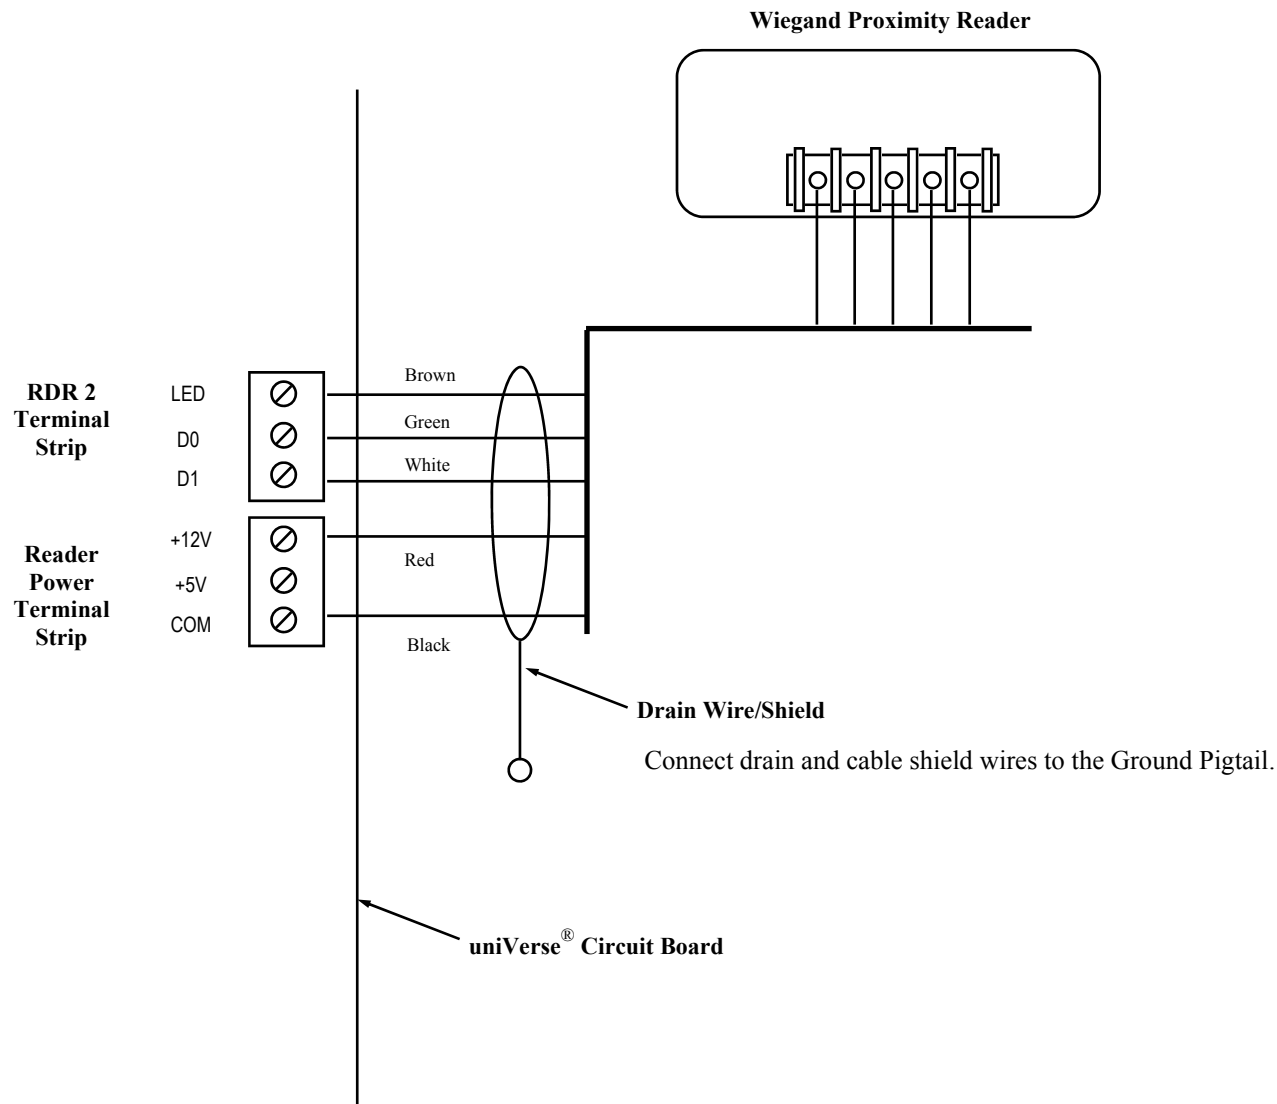 Wiegand Proximity Reader
RDR 2
Terminal
Strip
LED
D0
D1
Brown
Green
White
Reader
Power
Terminal
Strip
+12V
+5V
COM
Red
Black
Drain Wire/Shield
Connect drain and cable shield wires to the Ground Pigtail.
uniVerse® Circuit Board